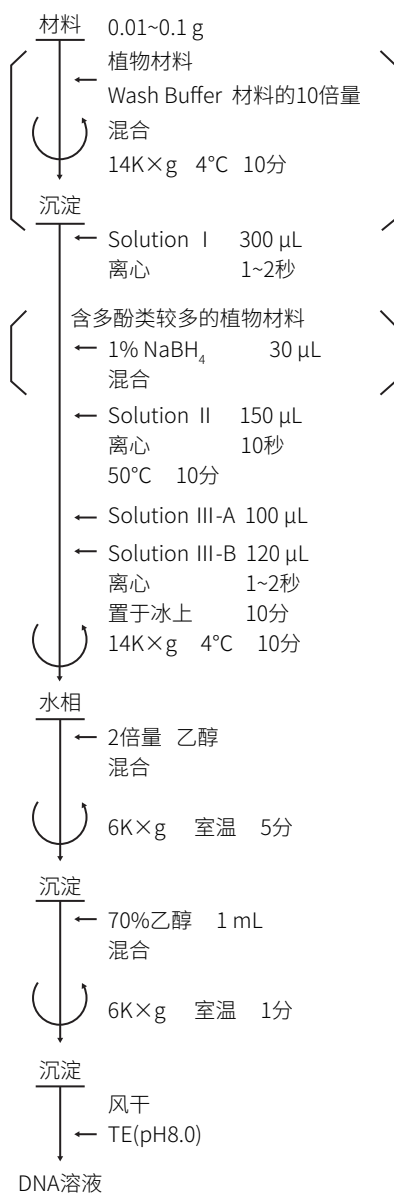 材料 0.01~0.1 g
植物材料
Wash Buffer 材料的10倍量
混合
14K×g 4°C 10分
沉淀
Solution Ⅰ 300 μL
离心 1~2秒
含多酚类较多的植物材料
1% NaBH₄ 30 μL
混合
Solution Ⅱ 150 μL
离心 10秒
50°C 10分
Solution Ⅲ-A 100 μL
Solution Ⅲ-B 120 μL
离心 1~2秒
置于冰上 10分
14K×g 4°C 10分
水相
2倍量 乙醇
混合
6K×g 室温 5分
沉淀
70%乙醇 1 mL
混合
6K×g 室温 1分
沉淀
风干
TE(pH8.0)
DNA溶液